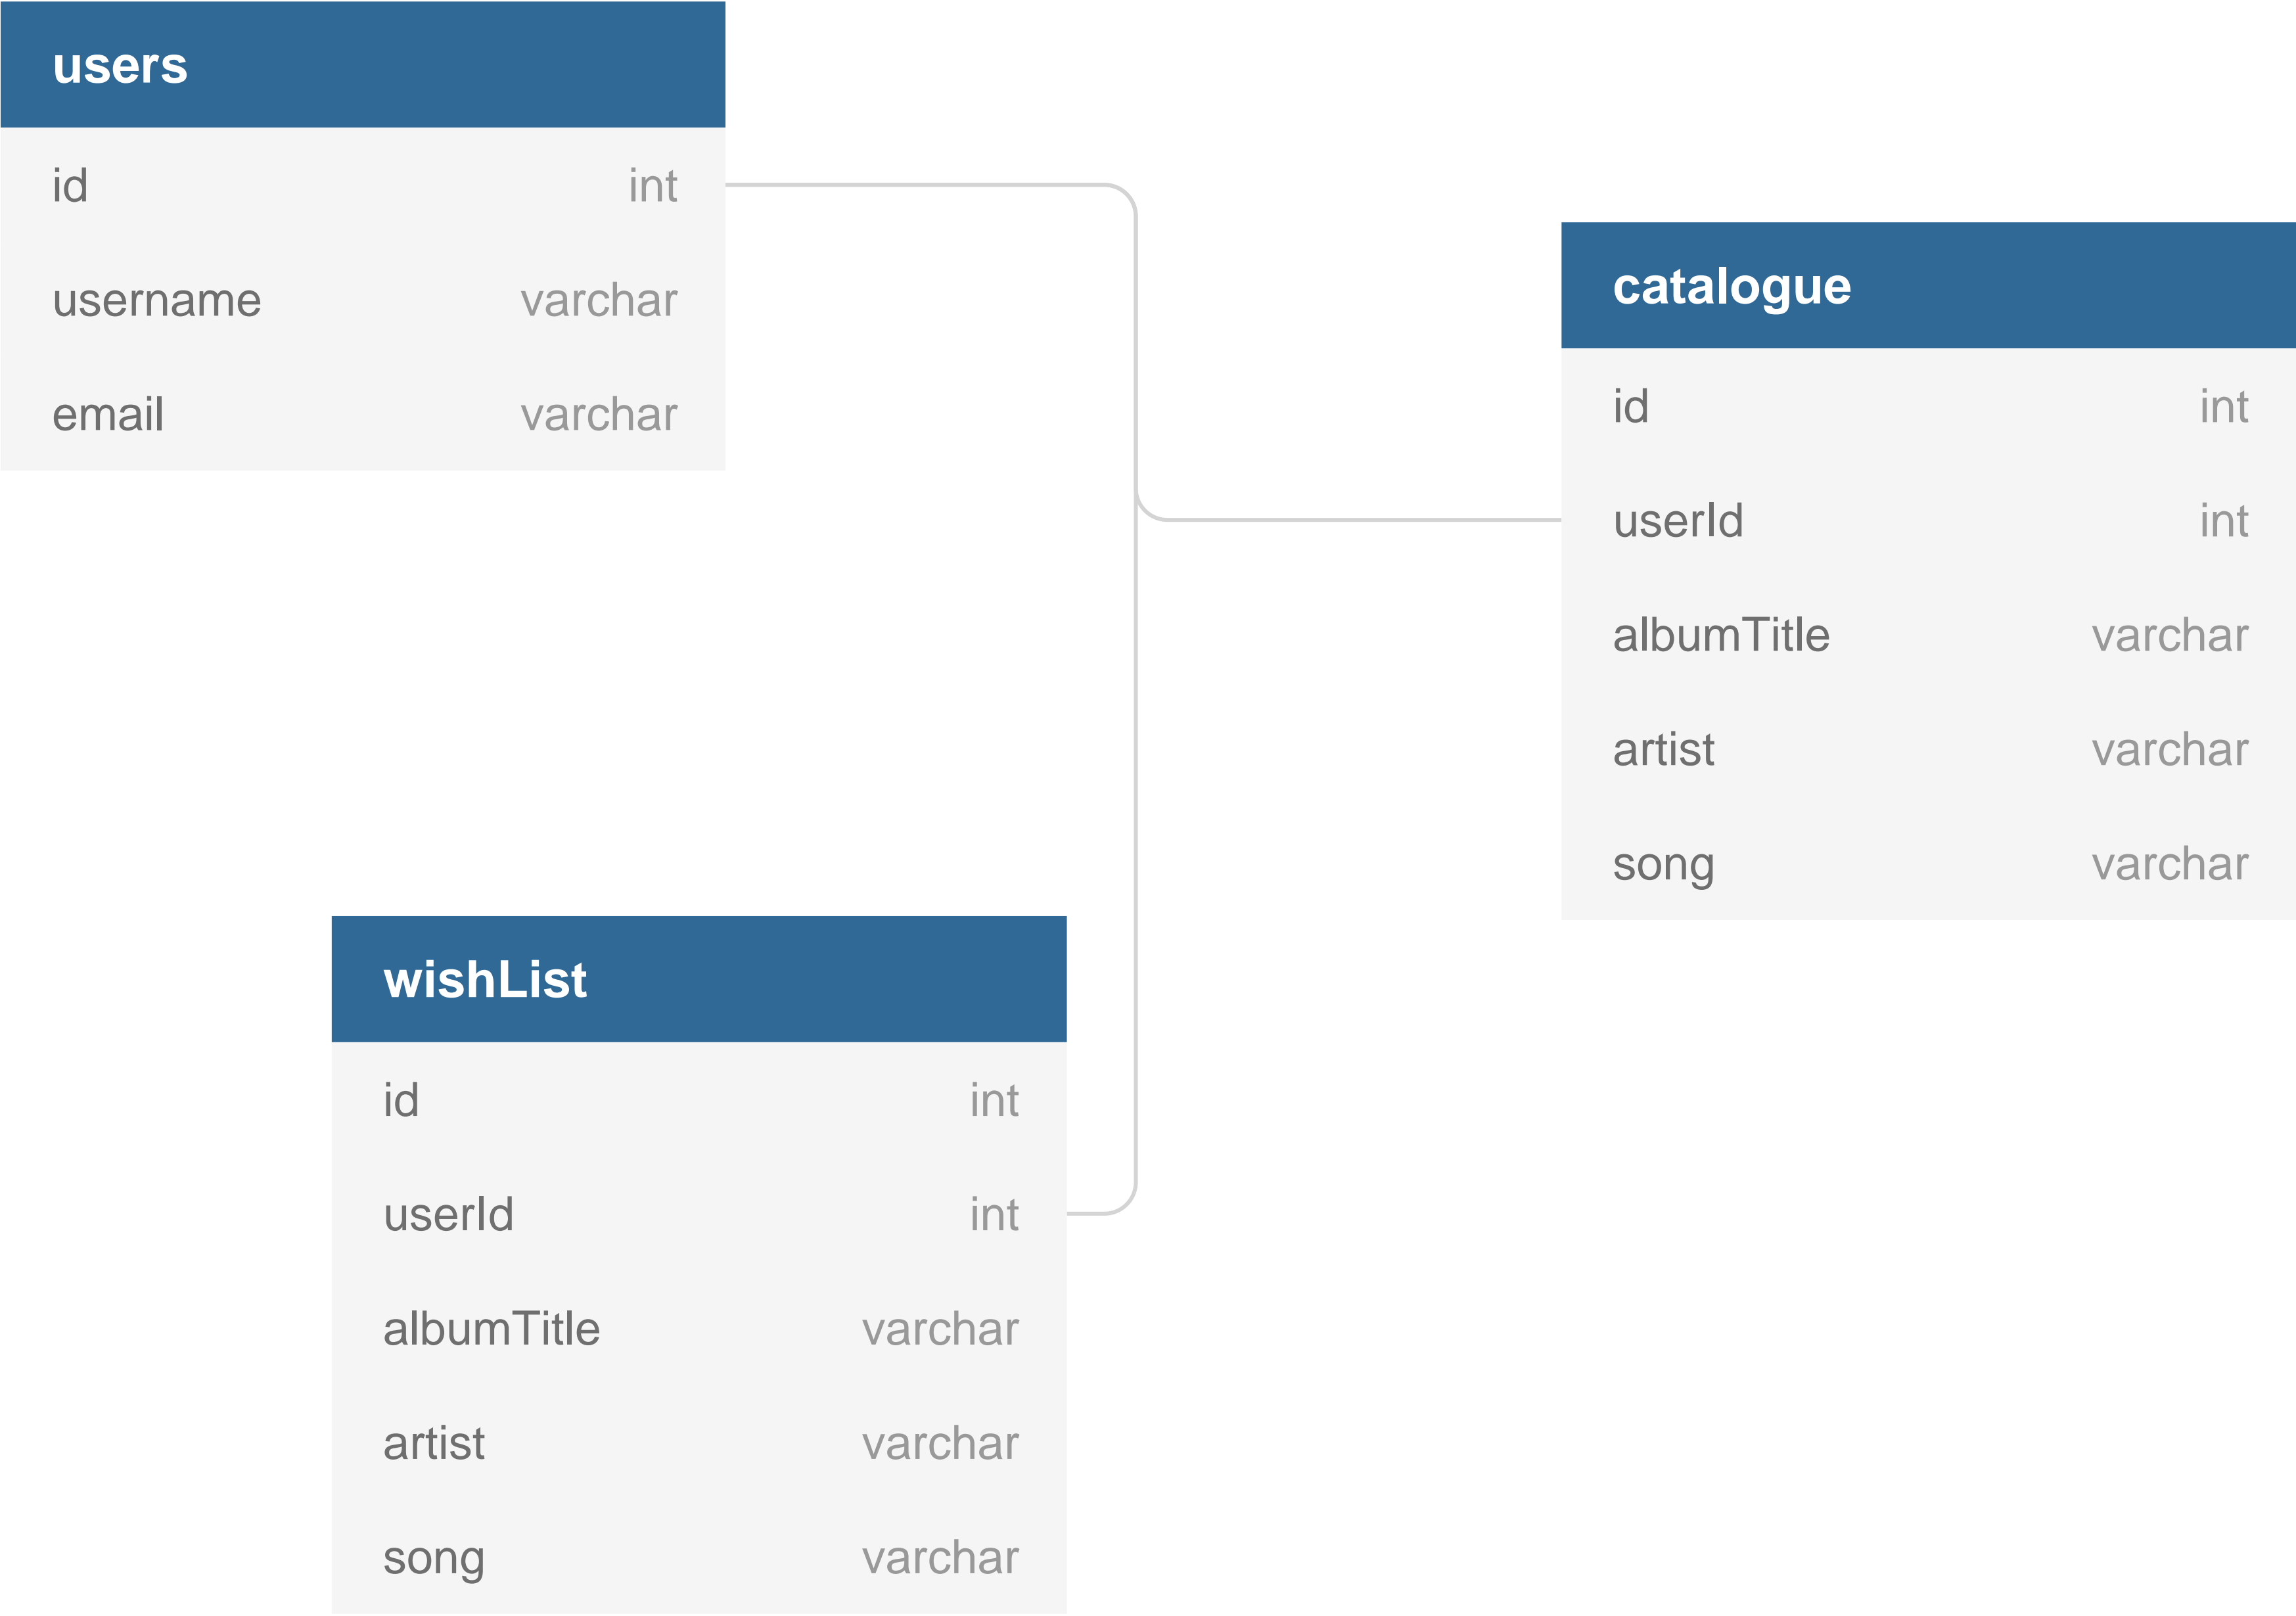 users
id int
username varchar
email varchar
catalogue
id int
userId int
albumTitle varchar
artist varchar
song varchar
wishList
id int
userId int
albumTitle varchar
artist varchar
song varchar